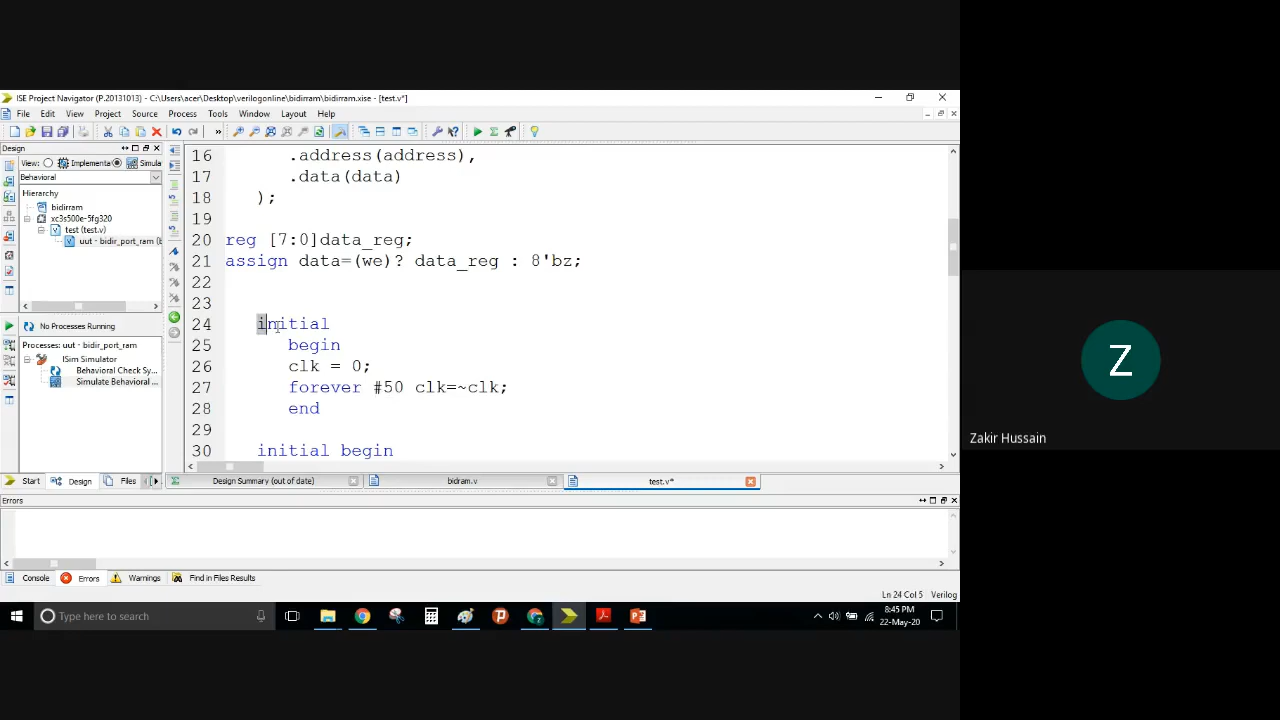 ISE Project Navigator (P.20131013) - C:\Users\acer\Desktop\verilogonline\bidirram\bidirram.xise - [test.v*]
File Edit View Project Source Process Tools Window Layout Help
Design
View: Implementa Simula
Behavioral
Hierarchy
bidirram
xc3s500e-5fg320
test (test.v)
uut - bidir_port_ram (b
No Processes Running
Processes: uut - bidir_port_ram
ISim Simulator
Behavioral Check Sy...
Simulate Behavioral ...
Start Design Files
16 .address(address),
17 .data(data)
18 );
19
20 reg [7:0]data_reg;
21 assign data=(we)? data_reg : 8'bz;
22
23
24 initial
25 begin
26 clk = 0;
27 forever #50 clk=~clk;
28 end
29
30 initial begin
Design Summary (out of date) bidram.v test.v*
Errors
Console Errors Warnings Find in Files Results
Ln 24 Col 5 Verilog
Type here to search
8:45 PM
22-May-20
Z
Zakir Hussain